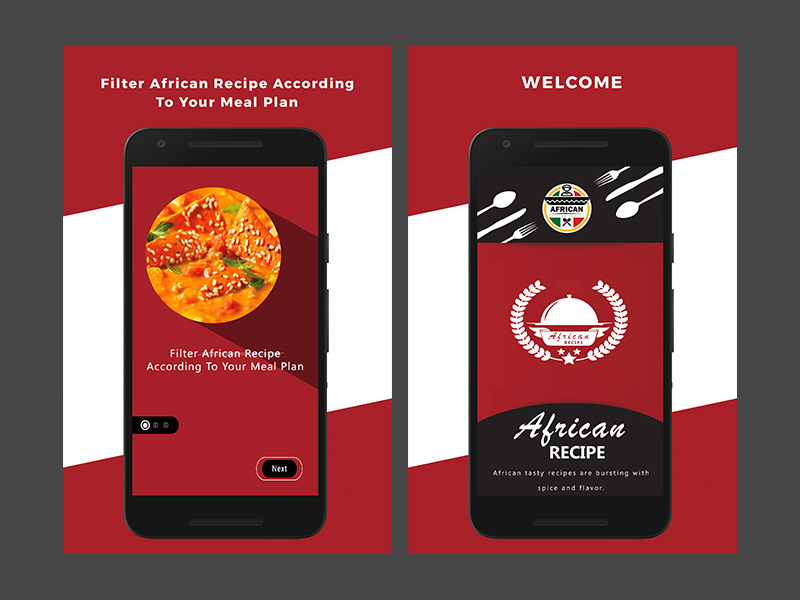 Filter African Recipe According
To Your Meal Plan
Filter African Recipe
According To Your Meal Plan
Next
WELCOME
AFRICAN
African
RECIPE
African
RECIPE
African tasty recipes are bursting with
spice and flavor.